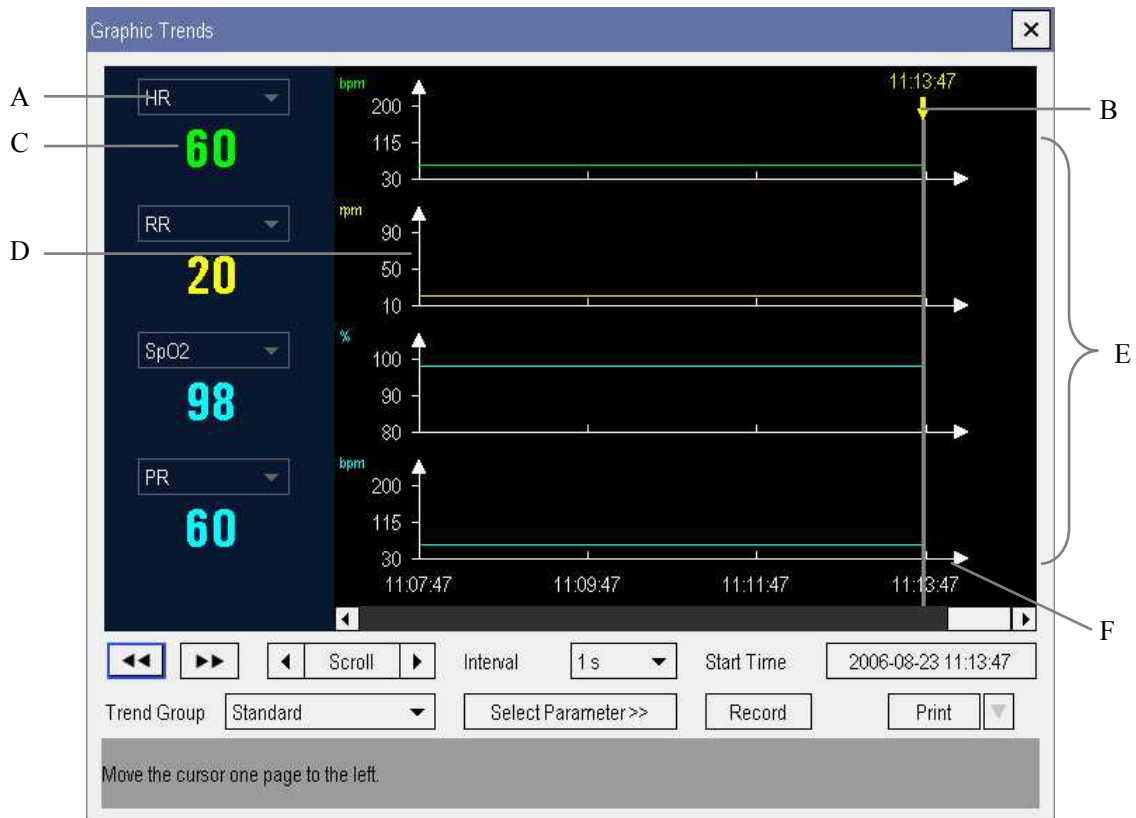 Graphic Trends
A
HR
C
60
RR
D
20
SpO2
98
PR
60
bpm
200
115
30
11:13:47
B
rpm
90
50
10
%
100
90
80
E
bpm
200
115
30
11:07:47 11:09:47 11:11:47 11:13:47
F
Scroll Interval 1 s Start Time 2006-08-23 11:13:47
Trend Group Standard Select Parameter>> Record Print
Move the cursor one page to the left.